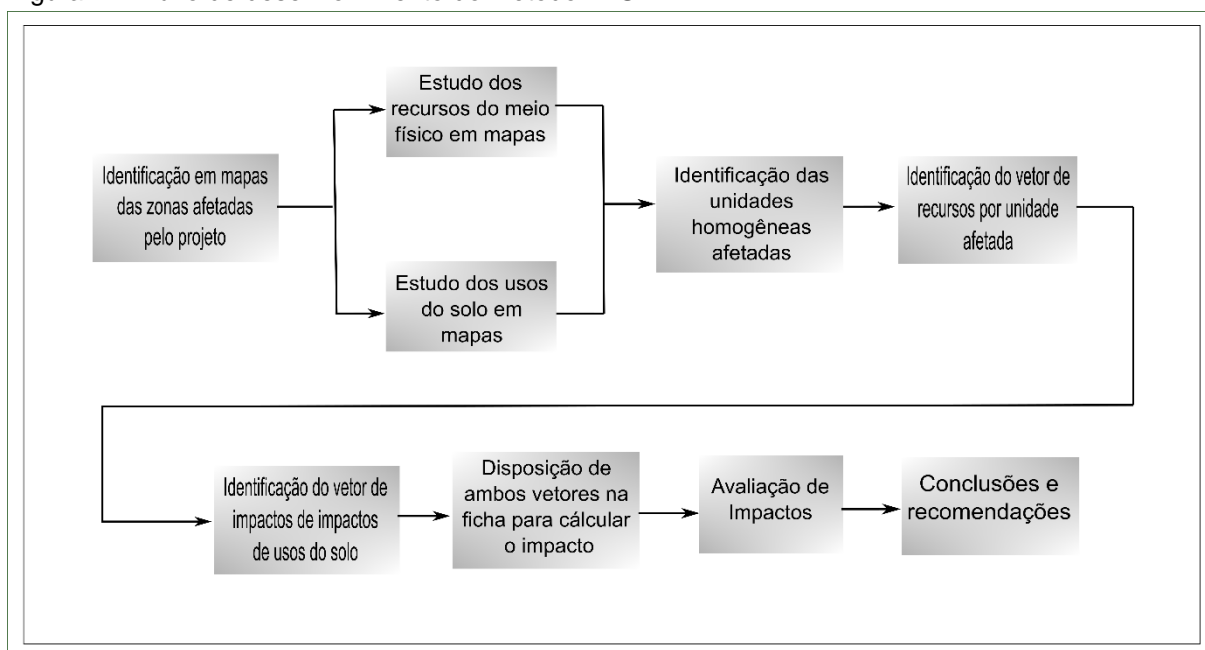 Identificação em mapas
das zonas afetadas
pelo projeto
Estudo dos
recursos do meio
físico em mapas
Estudo dos usos
do solo em
mapas
Identificação das
unidades
homogêneas
afetadas
Identificação do vetor de
recursos por unidade
afetada
Identificação do vetor de
impactos de impactos
de usos do solo
Disposição de
ambos vetores na
ficha para cálcular
o impacto
Avaliação de
Impactos
Conclusões e
recomendações